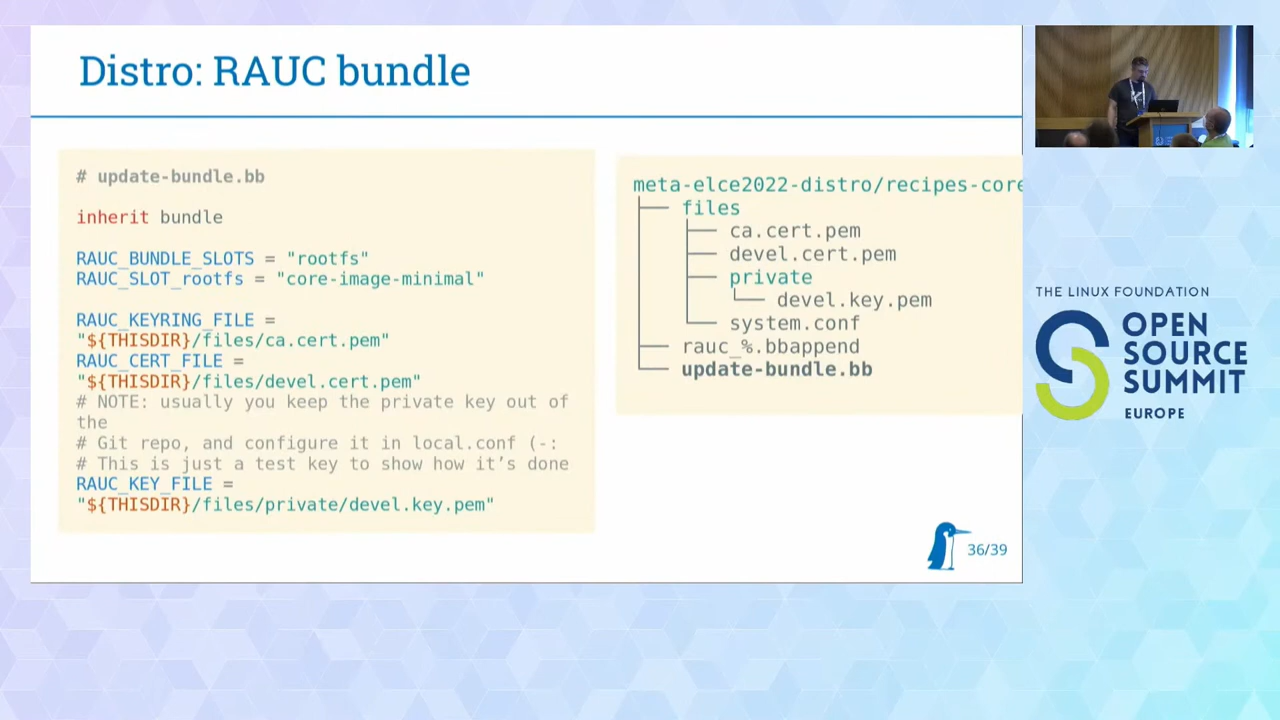 Distro: RAUC bundle
# update-bundle.bb
inherit bundle
RAUC_BUNDLE_SLOTS = "rootfs"
RAUC_SLOT_rootfs = "core-image-minimal"
RAUC_KEYRING_FILE =
"${THISDIR}/files/ca.cert.pem"
RAUC_CERT_FILE =
"${THISDIR}/files/devel.cert.pem"
# NOTE: usually you keep the private key out of
the
# Git repo, and configure it in local.conf (-:
# This is just a test key to show how it’s done
RAUC_KEY_FILE =
"${THISDIR}/files/private/devel.key.pem"
meta-elce2022-distro/recipes-core
files
ca.cert.pem
devel.cert.pem
private
devel.key.pem
system.conf
rauc_%.bbappend
update-bundle.bb
36/39
THE LINUX FOUNDATION
OPEN
SOURCE
SUMMIT
EUROPE